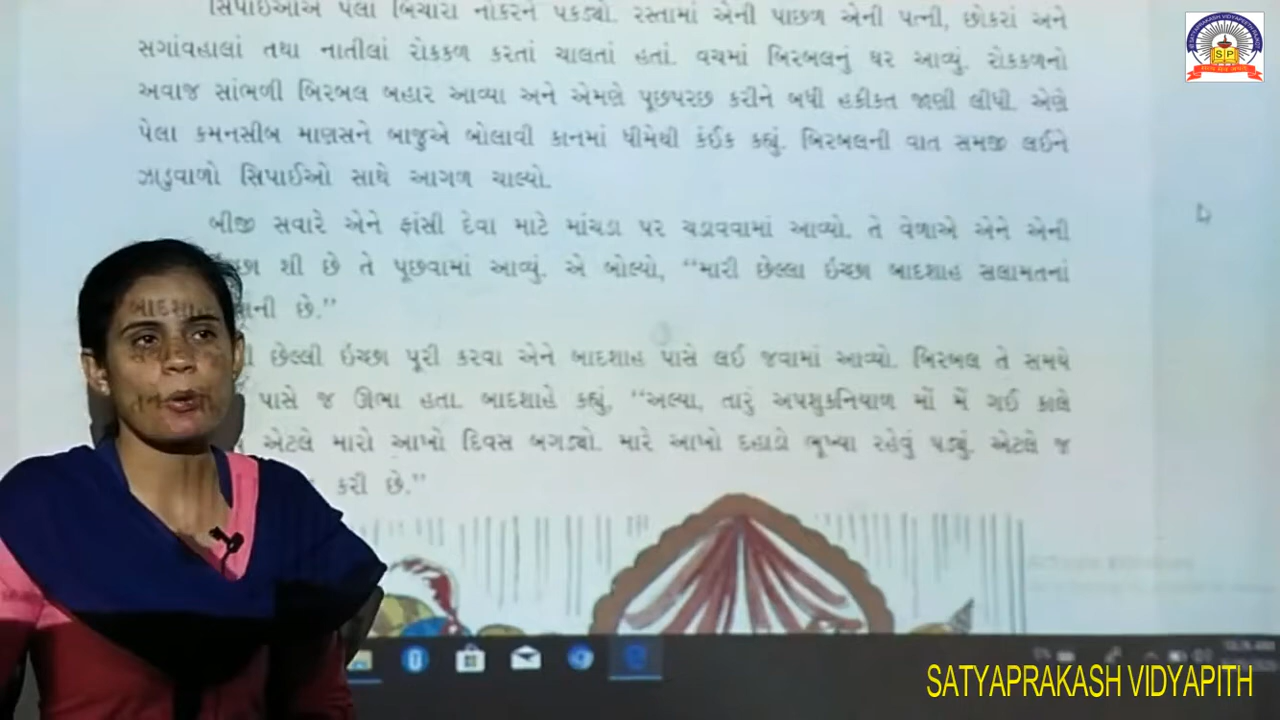 સિપાઈઓએ પેલા બિચારા નોકરને પકડ્યો. રસ્તામાં એની પાછળ એની પત્ની, છોકરાં અને
સગાંવહાલાં તથા નાતીલાં રોકકળ કરતાં ચાલતાં હતાં. વચમાં બિરબલનું ઘર આવ્યું. રોકકળનો
અવાજ સાંભળી બિરબલ બહાર આવ્યા અને એમણે પૂછપરછ કરીને બધી હકીકત જાણી લીધી. એણે
પેલા કમનસીબ માણસને બાજુએ બોલાવી કાનમાં ધીમેથી કંઈક કહ્યું. બિરબલની વાત સમજી લઈને
ઝાડુવાળો સિપાઈઓ સાથે આગળ ચાલ્યો.
બીજી સવારે એને ફાંસી દેવા માટે માંચડા પર ચડાવવામાં આવ્યો. તે વેળાએ એને એની
શી છે તે પૂછવામાં આવ્યું. એ બોલ્યો, “મારી છેલ્લા ઇચ્છા બાદશાહ સલામતનાં
છે.”
છેલ્લી ઇચ્છા પૂરી કરવા એને બાદશાહ પાસે લઈ જવામાં આવ્યો. બિરબલ તે સમયે
પાસે જ ઊભા હતા. બાદશાહે કહ્યું, “અલ્યા, તારું અપશુકનિયાળ મોં મેં ગઈ કાલે
એટલે મારો આખો દિવસ બગડ્યો. મારે આખો દહાડો ભૂખ્યા રહેવું પડ્યું. એટલે જ
કરી છે.”
SP
SATYAPRAKASH VIDYAPITH